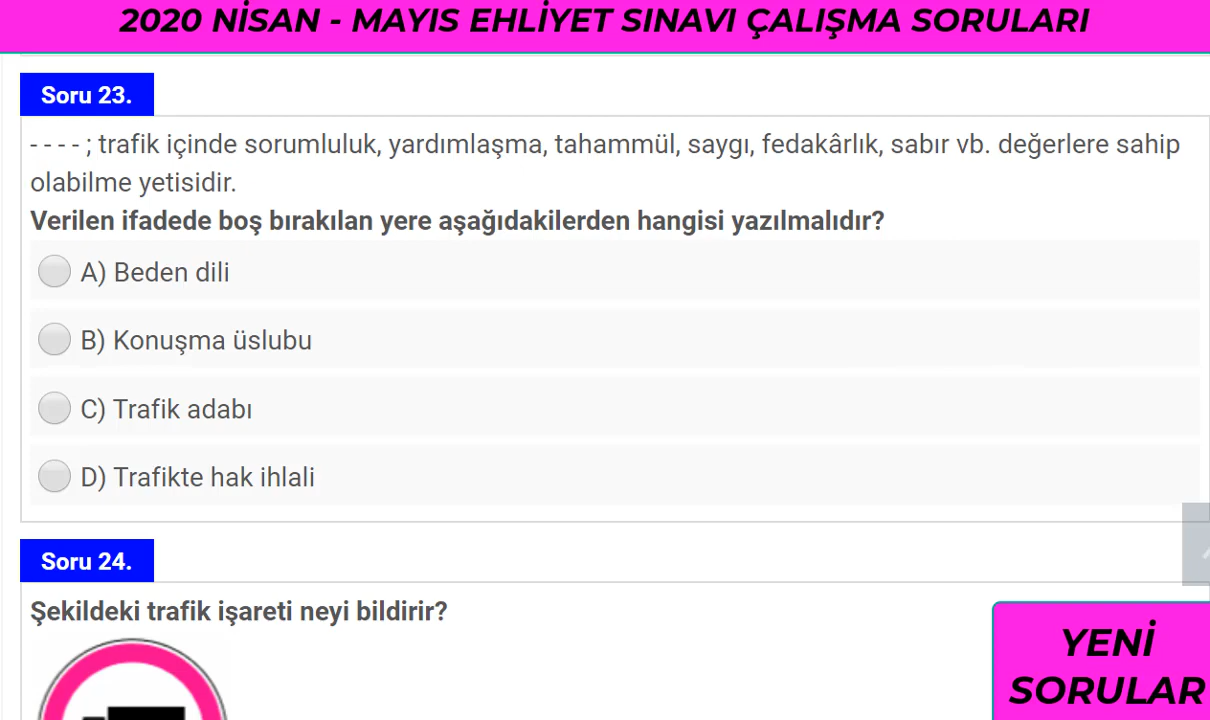 2020 NİSAN - MAYIS EHLİYET SINAVI ÇALIŞMA SORULARI
Soru 23.
- - - - ; trafik içinde sorumluluk, yardımlaşma, tahammül, saygı, fedakârlık, sabır vb. değerlere sahip
olabilme yetisidir.
Verilen ifadede boş bırakılan yere aşağıdakilerden hangisi yazılmalıdır?
A) Beden dili
B) Konuşma üslubu
C) Trafik adabı
D) Trafikte hak ihlali
Soru 24.
Şekildeki trafik işareti neyi bildirir?
YENİ
SORULAR